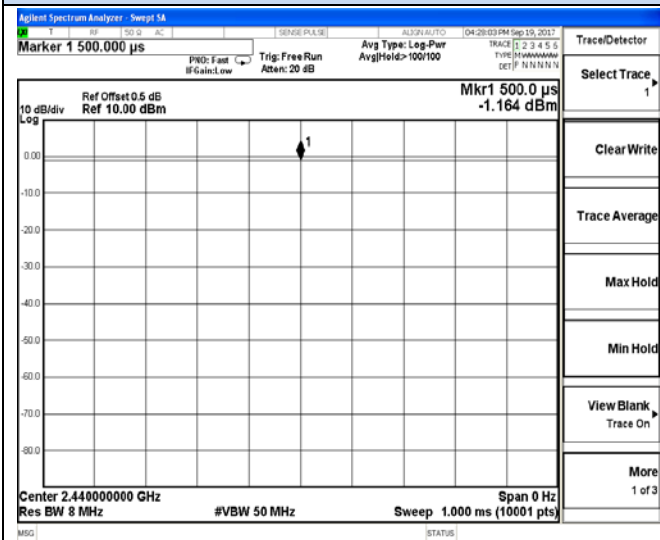 Agilent Spectrum Analyzer - Swept SA
T RF 50 Ω AC SENSE:PULSE ALIGN AUTO 04:28:03 PM Sep 19, 2017
Marker 1 500.000 µs
PNO: Fast
IFGain:Low
Trig: Free Run
Atten: 20 dB
Avg Type: Log-Pwr
Avg|Hold:>100/100
TRACE 1 2 3 4 5 6
TYPE MWWWWW
DET P N N N N N
Trace/Detector
Select Trace
1
Clear Write
Trace Average
Max Hold
Min Hold
View Blank
Trace On
More
1 of 3
Mkr1 500.0 µs
-1.164 dBm
Ref Offset 0.5 dB
10 dB/div Ref 10.00 dBm
Log
1
0.00
-10.0
-20.0
-30.0
-40.0
-50.0
-60.0
-70.0
-80.0
Center 2.440000000 GHz Span 0 Hz
Res BW 8 MHz #VBW 50 MHz Sweep 1.000 ms (10001 pts)
MSG STATUS